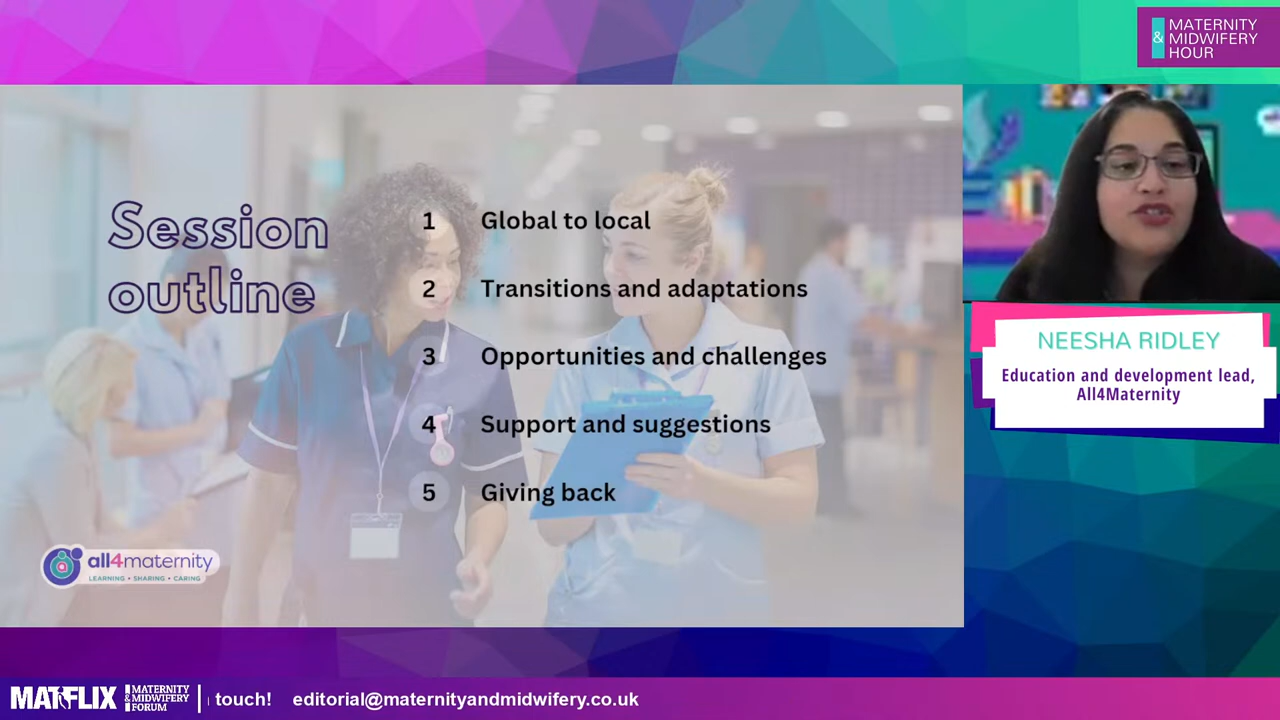 &
MATERNITY
MIDWIFERY
HOUR
Session
outline
1 Global to local
2 Transitions and adaptations
3 Opportunities and challenges
4 Support and suggestions
5 Giving back
all4maternity
LEARNING • SHARING • CARING
NEESHA RIDLEY
Education and development lead,
All4Maternity
MATFLIX
MATERNITY
& MIDWIFERY
FORUM
touch! editorial@maternityandmidwifery.co.uk